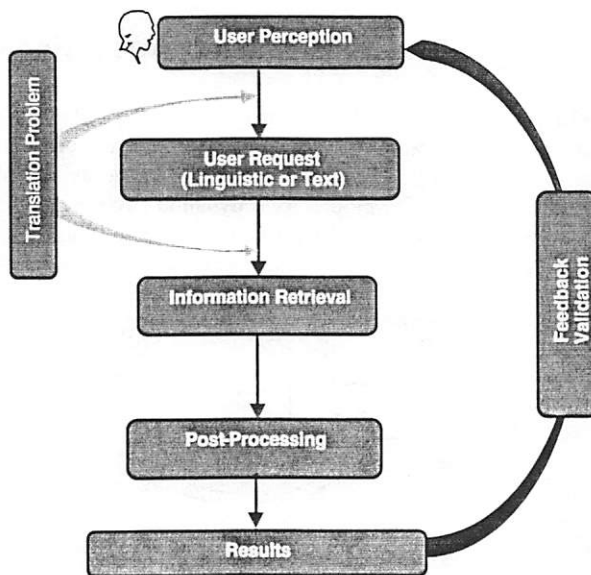 User Perception
Translation Problem
User Request
(Linguistic or Text)
Information Retrieval
Feedback
Validation
Post-Processing
Results